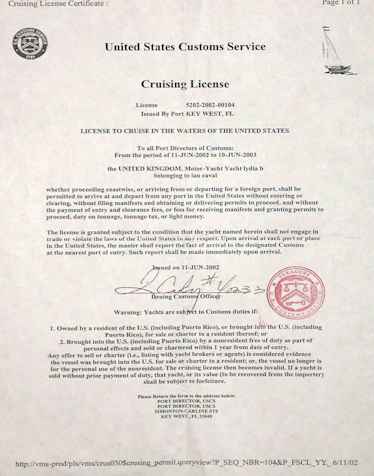 Cruising License Certificate :
Page 1 of 1
United States Customs Service
Cruising License
License 5202-2002-00104
Issued By Port KEY WEST, FL
LICENSE TO CRUISE IN THE WATERS OF THE UNITED STATES
To all Port Directors of Customs:
From the period of 11-JUN-2002 to 10-JUN-2003
the UNITED KINGDOM, Motor-Yacht Yacht lydia b
belonging to ian caval
whether proceeding coastwise, or arriving from or departing for a foreign port, shall be
permitted to arrive at and depart from any port in the United States without entering or
clearing, without filing manifests and obtaining or delivering permits to proceed, and without
the payment of entry and clearance fees, or fees for receiving manifests and granting permits to
proceed, duty on tonnage, tonnage tax, or light money.
The license is granted subject to the condition that the yacht named herein shall not engage in
trade or violate the laws of the United States in any respect. Upon arrival at each port or place
in the United States, the master shall report the fact of arrival to the designated Customs
at the nearest port of entry. Such report shall be made immediately upon arrival.
Issued on 11-JUN-2002
Issuing Customs Officer
Warning: Yachts are subject to Customs duties if:
1. Owned by a resident of the U.S. (including Puerto Rico), or brought into the U.S. (including
Puerto Rico), for sale or charter to a resident thereof; or
2. Brought into the U.S. (including Puerto Rico) by a nonresident free of duty as part of
personal effects and sold or chartered within 1 year from date of entry.
Any offer to sell or charter (i.e., listing with yacht brokers or agents) is considered evidence
the vessel was brought into the U.S. for sale or charter to a resident; or, the vessel no longer is
for the personal use of the nonresident. The cruising license then becomes invalid. If a yacht is
sold without prior payment of duty, that yacht, or its value (to be recovered from the importer)
shall be subject to forfeiture.
Please Return the form to the address below:
PORT DIRECTOR, USCS
PORT DIRECTOR, USCS
KEY WEST, FL 33040